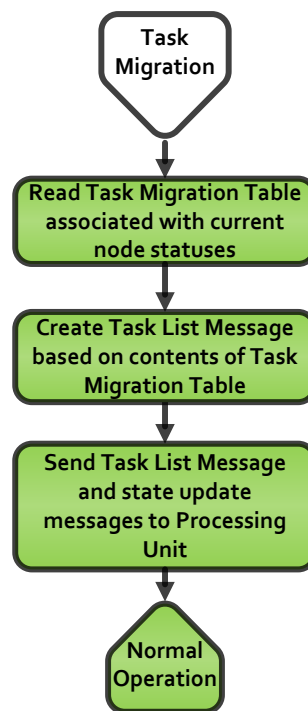 Task
Migration
Read Task Migration Table
associated with current
node statuses
Create Task List Message
based on contents of Task
Migration Table
Send Task List Message
and state update
messages to Processing
Unit
Normal
Operation